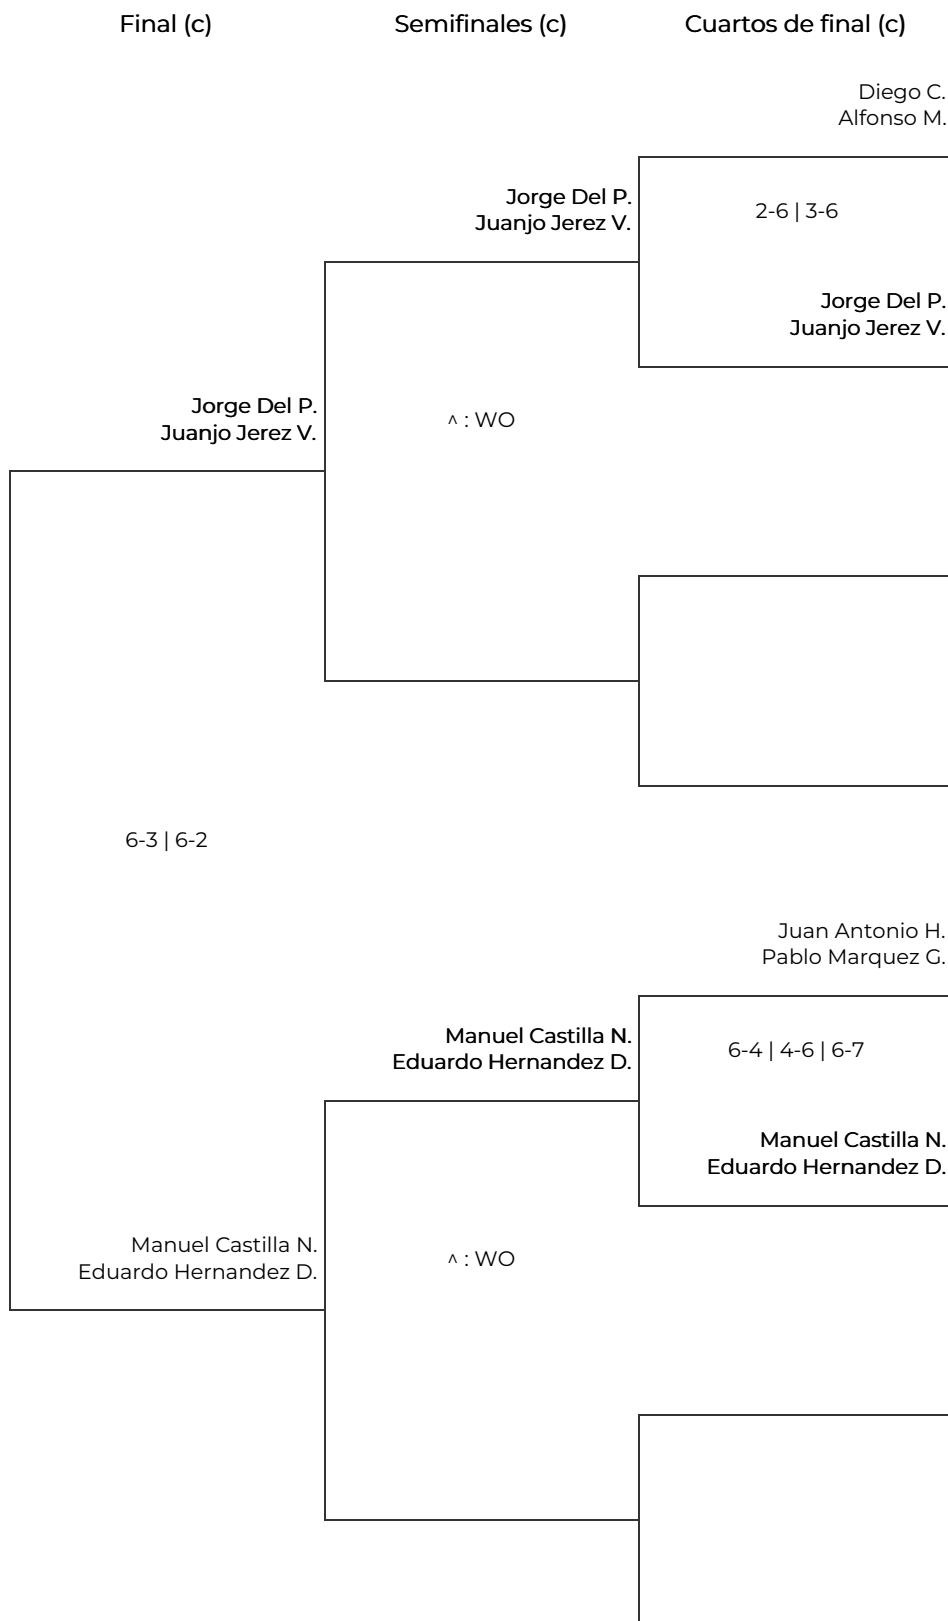 Final (c)
Semifinales (c)
Cuartos de final (c)
Diego C.
Alfonso M.
Jorge Del P.
Juanjo Jerez V.
2-6 | 3-6
Jorge Del P.
Juanjo Jerez V.
Jorge Del P.
Juanjo Jerez V.
^ : WO
6-3 | 6-2
Juan Antonio H.
Pablo Marquez G.
Manuel Castilla N.
Eduardo Hernandez D.
6-4 | 4-6 | 6-7
Manuel Castilla N.
Eduardo Hernandez D.
Manuel Castilla N.
Eduardo Hernandez D.
^ : WO